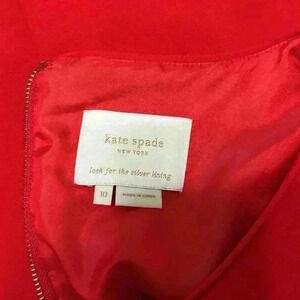 kate spade
NEW YORK
look for the silver lining
10